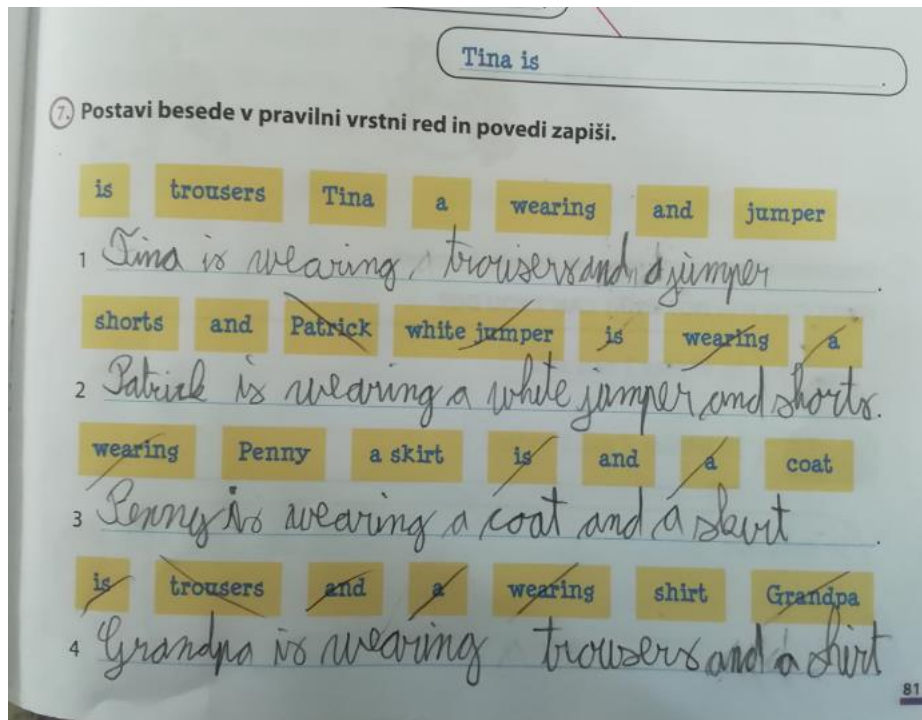 Tina is .
7. Postavi besede v pravilni vrstni red in povedi zapiši.
is trousers Tina a wearing and jumper
1 Tina is wearing trousers and a jumper .
shorts and Patrick white jumper is wearing a
2 Patrick is wearing a white jumper and shorts.
wearing Penny a skirt is and a coat
3 Penny is wearing a coat and a skirt .
is trousers and a wearing shirt Grandpa
4 Grandpa is wearing trousers and a shirt
81